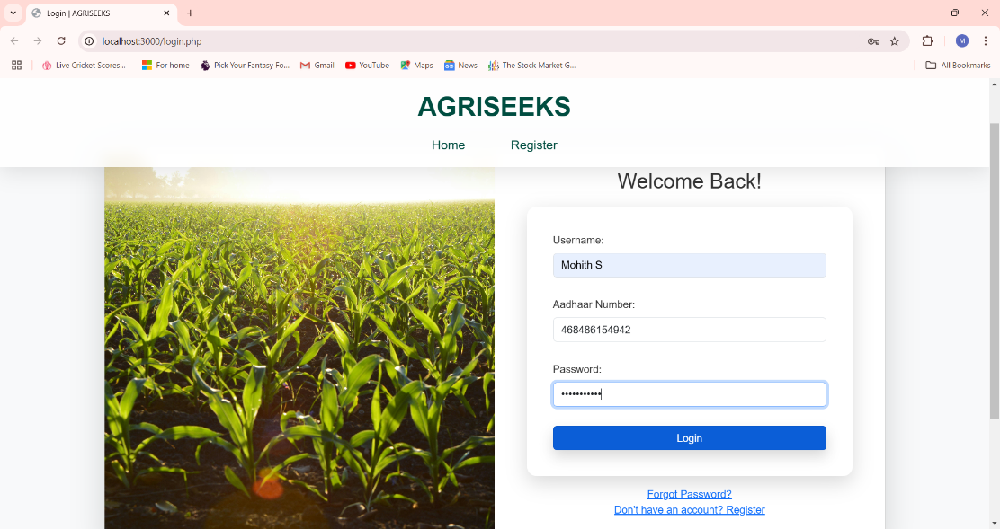 Login | AGRISEEKS
localhost:3000/login.php
M
Live Cricket Scores...
For home
Pick Your Fantasy Fo...
Gmail
YouTube
Maps
News
The Stock Market G...
All Bookmarks
AGRISEEKS
Home
Register
Welcome Back!
Username:
Mohith S
Aadhaar Number:
468486154942
Password:
•••••••••••
Login
Forgot Password?
Don't have an account? Register